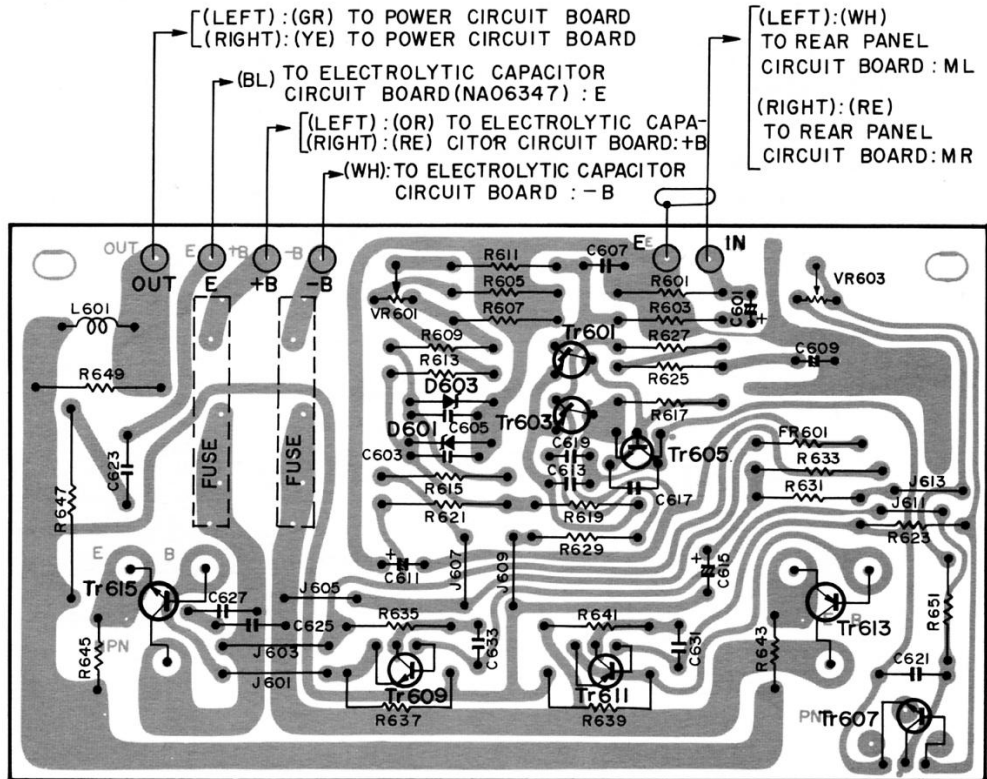 (LEFT) : (GR) TO POWER CIRCUIT BOARD
(RIGHT): (YE) TO POWER CIRCUIT BOARD
(BL) TO ELECTROLYTIC CAPACITOR
CIRCUIT BOARD (NA06347) : E
(LEFT) : (OR) TO ELECTROLYTIC CAPA-
(RIGHT): (RE) CITOR CIRCUIT BOARD: +B
(WH): TO ELECTROLYTIC CAPACITOR
CIRCUIT BOARD : -B
(LEFT) :(WH)
TO REAR PANEL
CIRCUIT BOARD : ML
(RIGHT): (RE)
TO REAR PANEL
CIRCUIT BOARD: MR
OUT E +B -B
OUT E +B -B
E E IN
R611 C607
R605 R601
R607 R603
C601 +
VR601
VR603
L601
R609 Tr601 R627
R613 R625 C609
R649
D603
C605
R617
D601 Tr603
C603 C619 Tr605
C613
FR601
R633
R631
J613
J611
R623
C623
R647
FUSE FUSE
R615 C617
R621 R619
R629
+ C611
J607
J609
+ C615
E B
Tr615
C627
C625
J605
J603
J601
R645
NPN
R635
C633
Tr609
R637
R641
C631
Tr611
R639
R643
B
Tr613
R651
C621
PNP
Tr607